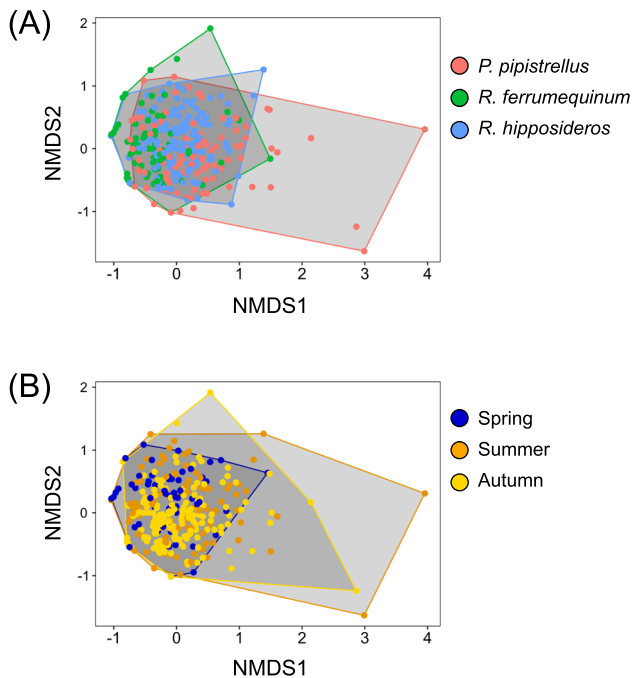 (A)
2
1
0
-1
-1 0 1 2 3 4
NMDS2
NMDS1
P. pipistrellus
R. ferrumequinum
R. hipposideros
(B)
2
1
0
-1
-1 0 1 2 3 4
NMDS2
NMDS1
Spring
Summer
Autumn